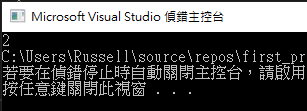 Microsoft Visual Studio 偵錯主控台
2
C:\Users\Russell\source\repos\first_pr
若要在偵錯停止時自動關閉主控台，請啟用
按任意鍵關閉此視窗 . . .